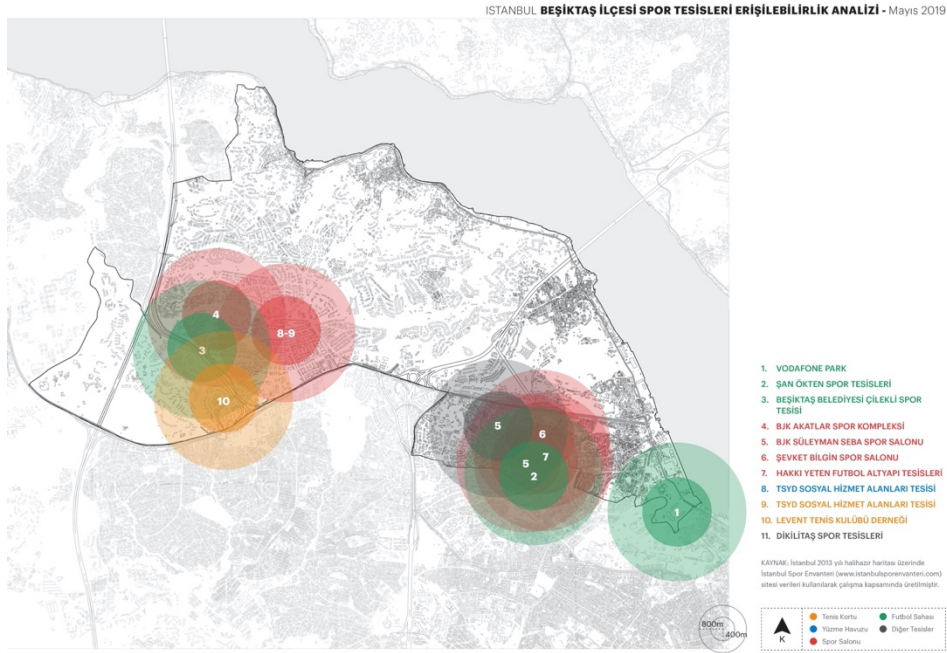 ISTANBUL BEŞİKTAŞ İLÇESİ SPOR TESİSLERİ ERİŞİLEBİLİRLİK ANALİZİ - Mayıs 2019
4
8-9
3
10
5
6
7
5
2
1
1. VODAFONE PARK
2. ŞAN ÖKTEN SPOR TESİSLERİ
3. BEŞİKTAŞ BELEDİYESİ ÇİLEKLİ SPOR
TESİSİ
4. BJK AKATLAR SPOR KOMPLEKSİ
5. BJK SÜLEYMAN SEBA SPOR SALONU
6. ŞEVKET BİLGİN SPOR SALONU
7. HAKKI YETEN FUTBOL ALTYAPI TESİSLERİ
8. TSYD SOSYAL HİZMET ALANLARI TESİSİ
9. TSYD SOSYAL HİZMET ALANLARI TESİSİ
10. LEVENT TENİS KULÜBÜ DERNEĞİ
11. DİKİLİTAŞ SPOR TESİSLERİ
KAYNAK: İstanbul 2013 yılı halihazır haritası üzerinde
İstanbul Spor Envanteri (www.istanbulsporenvanteri.com)
sitesi verileri kullanılarak çalışma kapsamında üretilmiştir.
800m
400m
K
Tenis Kortu
Futbol Sahası
Yüzme Havuzu
Diğer Tesisler
Spor Salonu